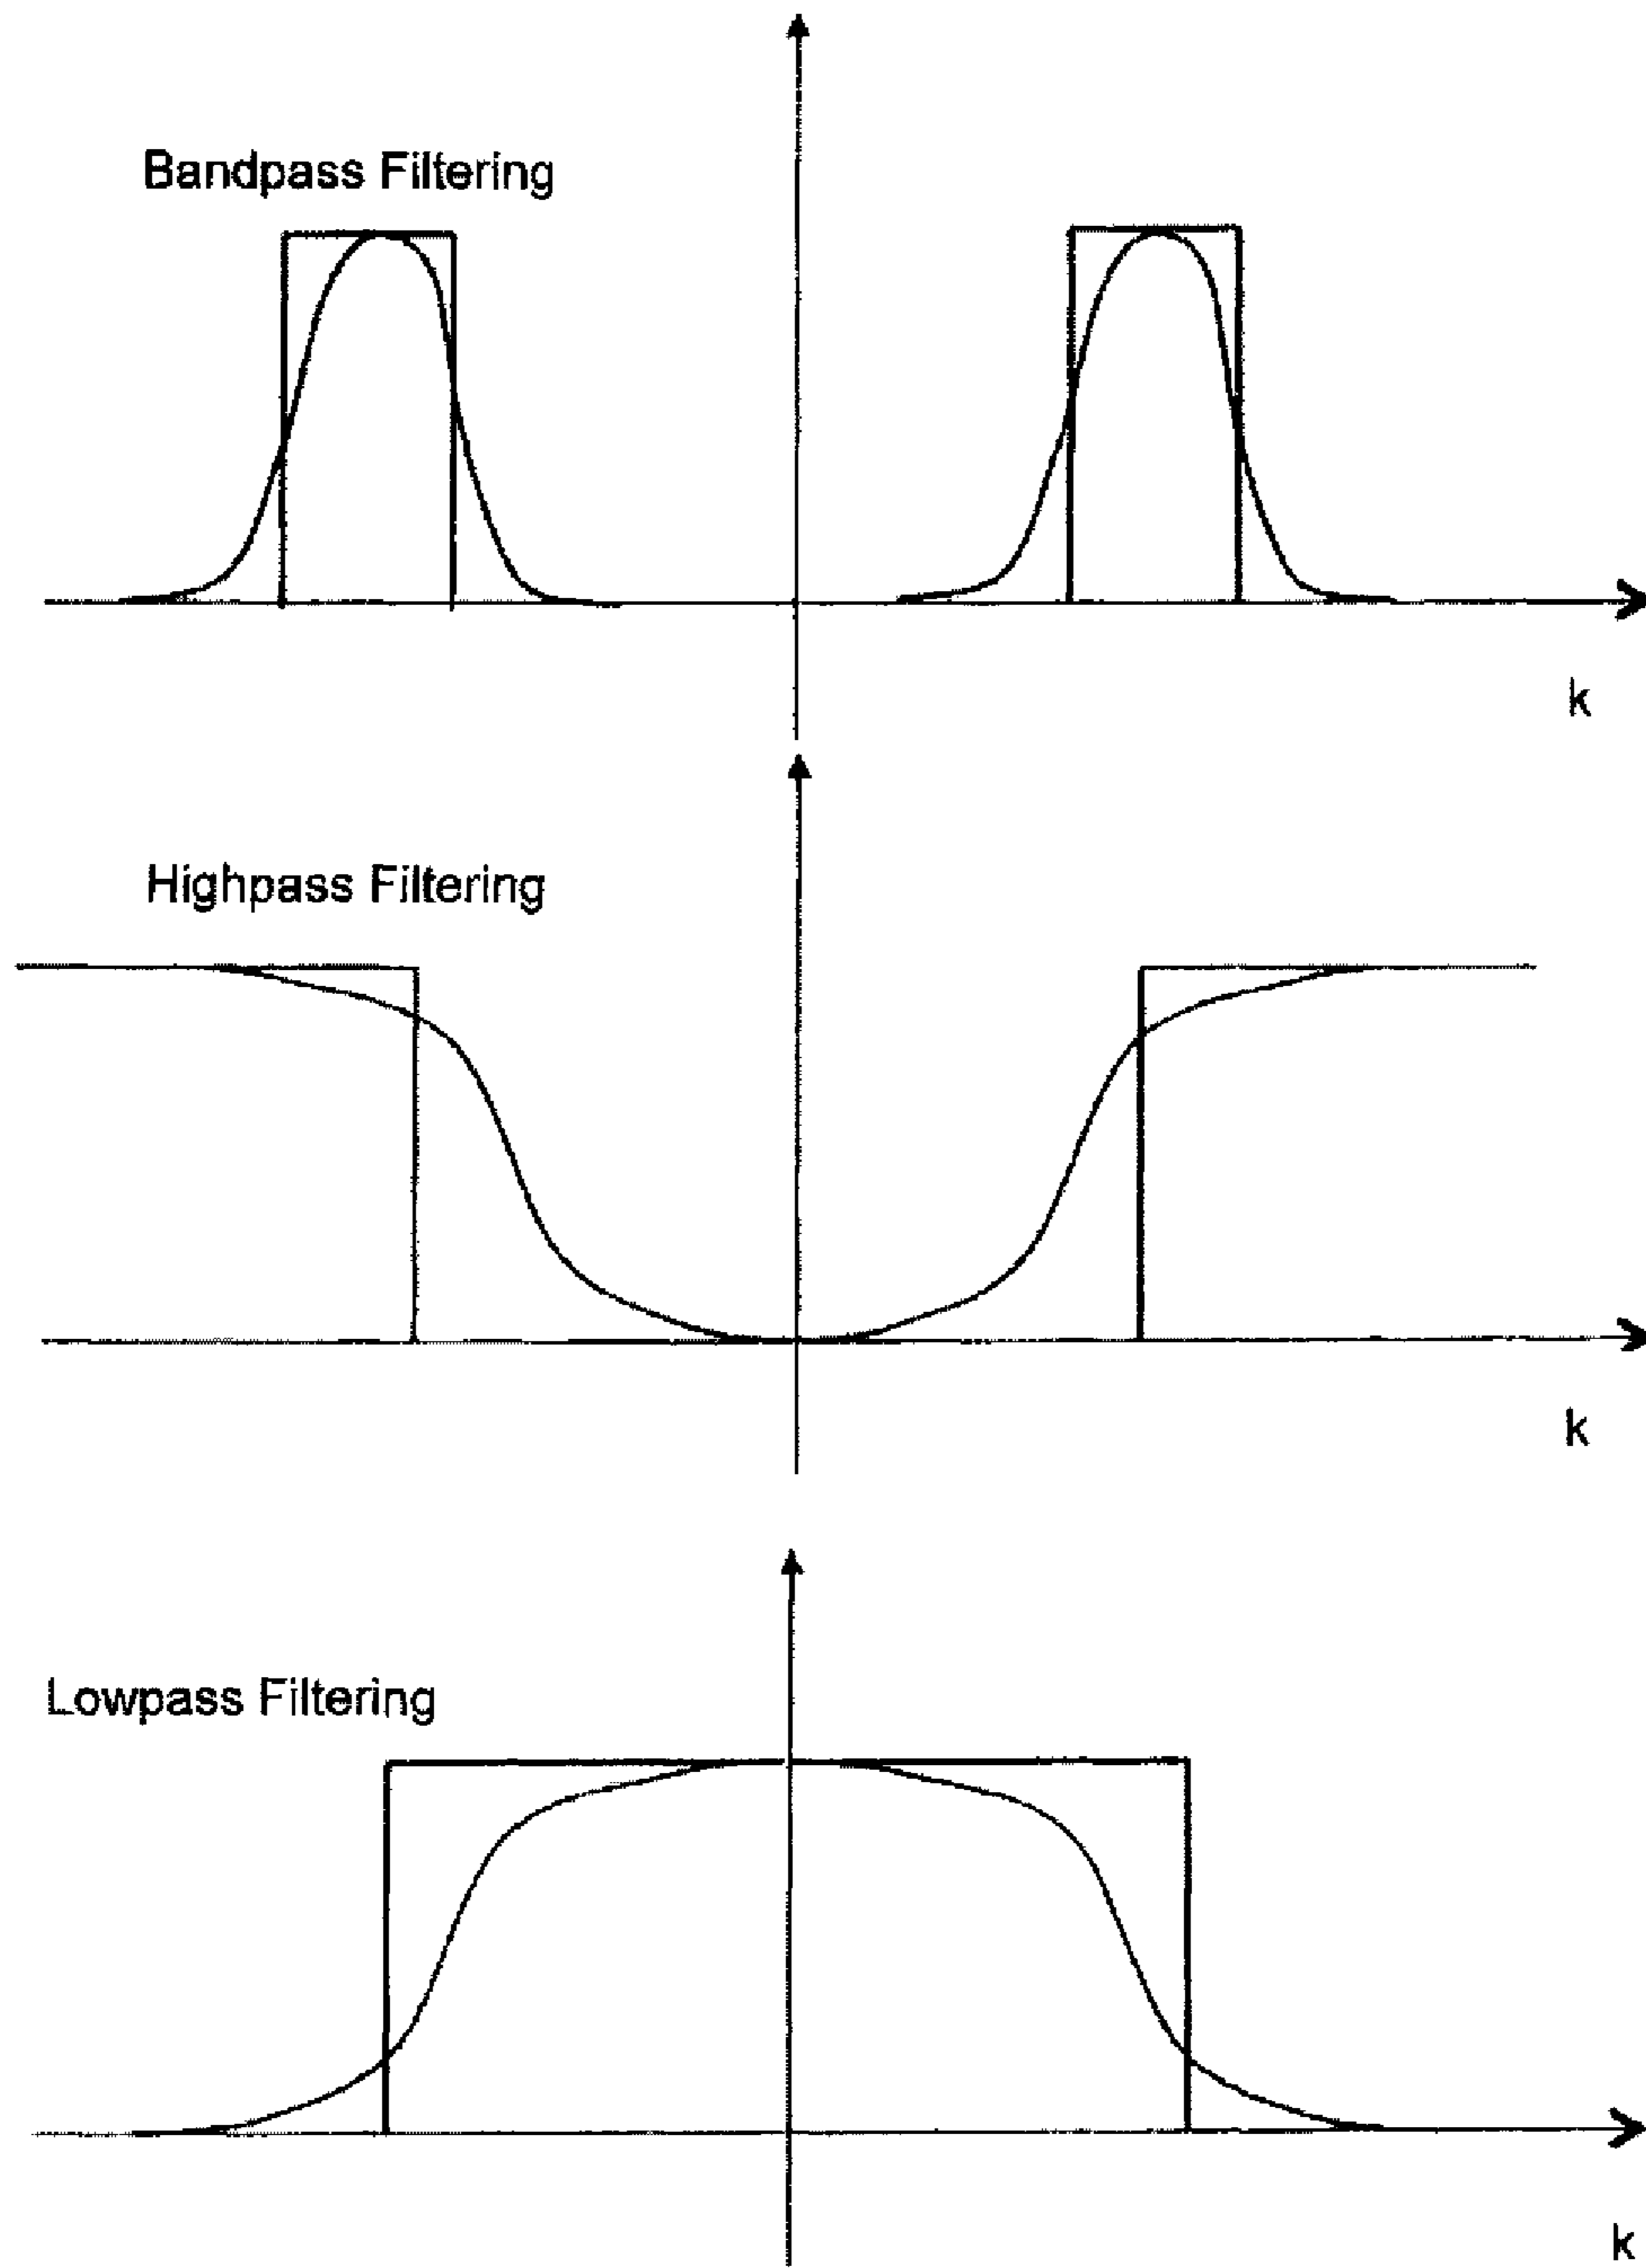 Bandpass Filtering
k
Highpass Filtering
k
Lowpass Filtering
k